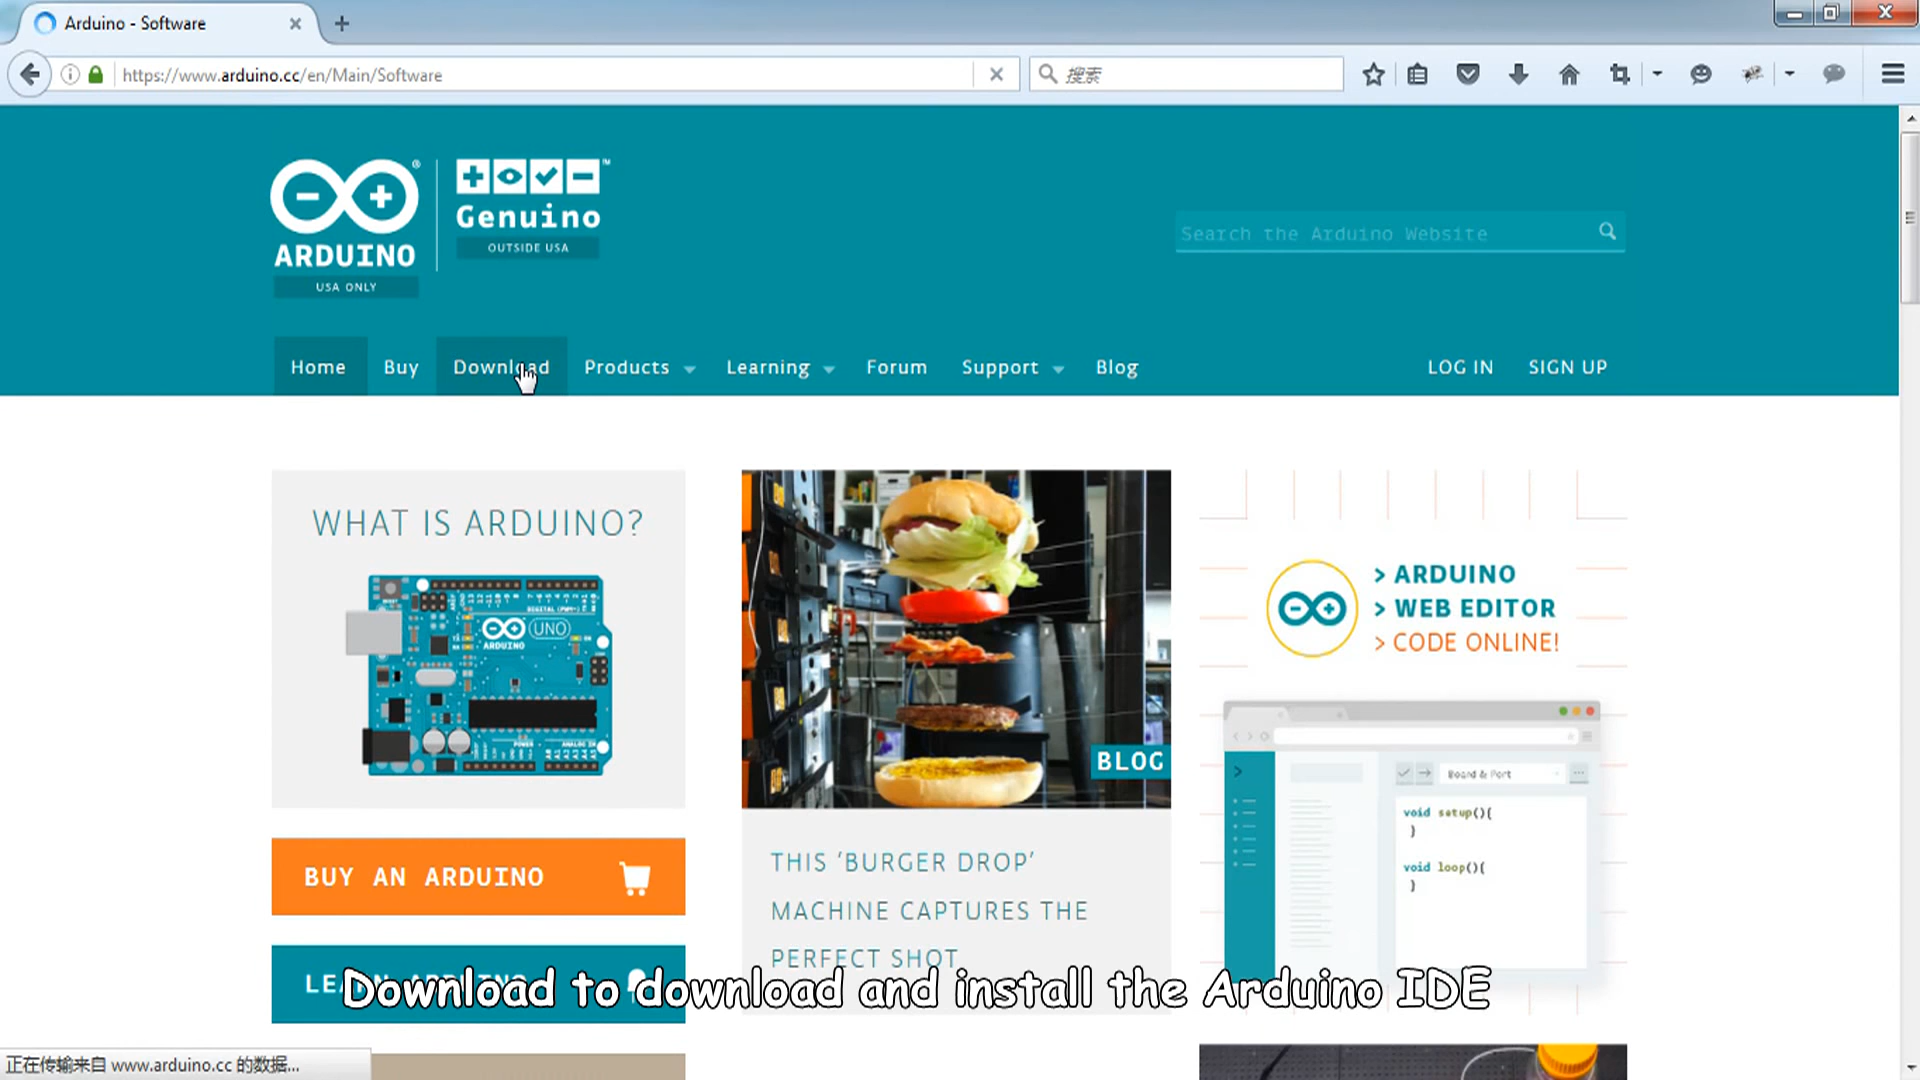 Arduino - Software
https://www.arduino.cc/en/Main/Software
搜索
ARDUINO
USA ONLY
Genuino
OUTSIDE USA
Search the Arduino Website
Home Buy Download Products Learning Forum Support Blog LOG IN SIGN UP
WHAT IS ARDUINO?
ARDUINO
UNO
BLOG
> ARDUINO
> WEB EDITOR
> CODE ONLINE!
Board & Port
void setup(){
}
void loop(){
}
BUY AN ARDUINO
THIS ‘BURGER DROP’
MACHINE CAPTURES THE
PERFECT SHOT
Download to download and install the Arduino IDE
正在传输来自 www.arduino.cc 的数据...